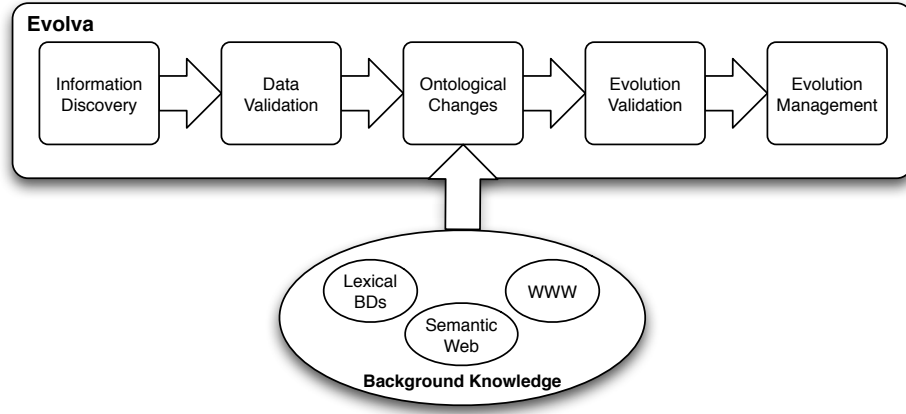 Evolva
Information
Discovery
Data
Validation
Ontological
Changes
Evolution
Validation
Evolution
Management
Lexical
BDs
WWW
Semantic
Web
Background Knowledge